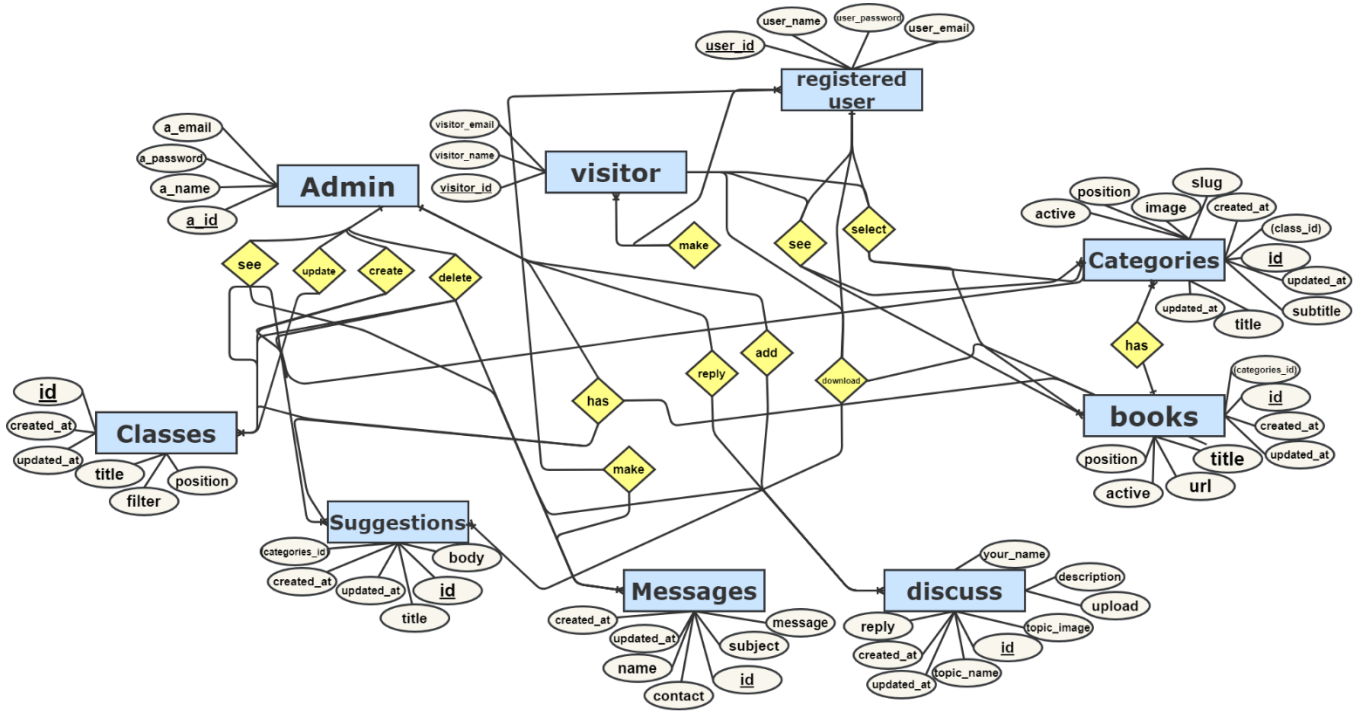 user_name
user_password
user_email
user_id
registered
user
a_email
a_password
a_name
a_id
Admin
visitor_email
visitor_name
visitor_id
visitor
slug
position
image
created_at
active
(class_id)
id
updated_at
subtitle
Categories
updated_at
title
see
update
create
delete
make
see
select
has
add
reply
download
has
make
id
created_at
updated_at
title
filter
position
Classes
(categories_id)
id
created_at
updated_at
books
position
title
active
url
Suggestions
categories_id
body
created_at
updated_at
id
title
Messages
created_at
message
updated_at
subject
name
id
contact
your_name
description
upload
discuss
reply
topic_image
created_at
id
topic_name
updated_at